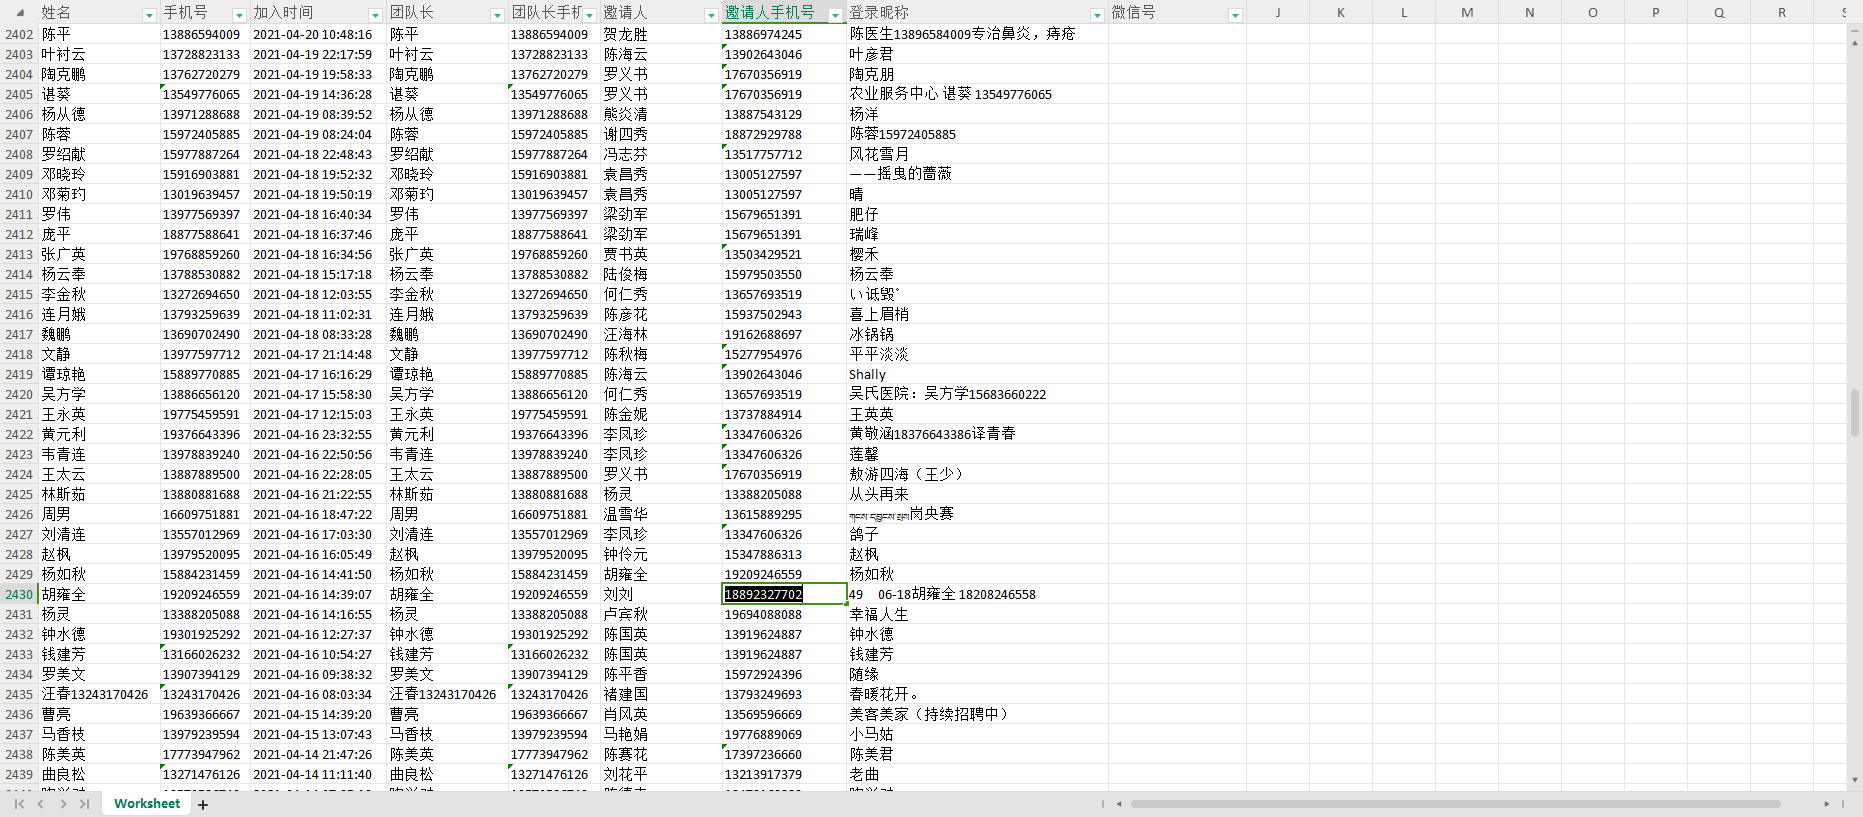 姓名 手机号 加入时间 团队长 团队长手机 邀请人 邀请人手机号 登录昵称 微信号 J K L M N O P Q R S
2402 陈平 13886594009 2021-04-20 10:48:16 陈平 13886594009 贺龙胜 13886974245 陈医生13896584009专治鼻炎，痔疮
2403 叶衬云 13728823133 2021-04-19 22:17:59 叶衬云 13728823133 陈海云 13902643046 叶彦君
2404 陶克鹏 13762720279 2021-04-19 19:58:33 陶克鹏 13762720279 罗义书 17670356919 陶克朋
2405 谌葵 13549776065 2021-04-19 14:36:28 谌葵 13549776065 罗义书 17670356919 农业服务中心 谌葵 13549776065
2406 杨从德 13971288688 2021-04-19 08:39:52 杨从德 13971288688 熊炎清 13887543129 杨洋
2407 陈蓉 15972405885 2021-04-19 08:24:04 陈蓉 15972405885 谢四秀 18872929788 陈蓉15972405885
2408 罗绍献 15977887264 2021-04-18 22:48:43 罗绍献 15977887264 冯志芬 13517757712 风花雪月
2409 邓晓玲 15916903881 2021-04-18 19:52:32 邓晓玲 15916903881 袁昌秀 13005127597 ——摇曳的蔷薇
2410 邓菊玓 13019639457 2021-04-18 19:50:19 邓菊玓 13019639457 袁昌秀 13005127597 晴
2411 罗伟 13977569397 2021-04-18 16:40:34 罗伟 13977569397 梁劲军 15679651391 肥仔
2412 庞平 18877588641 2021-04-18 16:37:46 庞平 18877588641 梁劲军 15679651391 瑞峰
2413 张广英 19768859260 2021-04-18 16:34:56 张广英 19768859260 贾书英 13503429521 樱禾
2414 杨云奉 13788530882 2021-04-18 15:17:18 杨云奉 13788530882 陆俊梅 15979503550 杨云奉
2415 李金秋 13272694650 2021-04-18 12:03:55 李金秋 13272694650 何仁秀 13657693519 い诋毁゜
2416 连月娥 13793259639 2021-04-18 11:02:31 连月娥 13793259639 陈彦花 15937502943 喜上眉梢
2417 魏鹏 13690702490 2021-04-18 08:33:28 魏鹏 13690702490 汪海林 19162688697 冰锅锅
2418 文静 13977597712 2021-04-17 21:14:48 文静 13977597712 陈秋梅 15277954976 平平淡淡
2419 谭琼艳 15889770885 2021-04-17 16:16:29 谭琼艳 15889770885 陈海云 13902643046 Shally
2420 吴方学 13886656120 2021-04-17 15:58:30 吴方学 13886656120 何仁秀 13657693519 吴氏医院：吴方学15683660222
2421 王永英 19775459591 2021-04-17 12:15:03 王永英 19775459591 陈金妮 13737884914 王英英
2422 黄元利 19376643396 2021-04-16 23:32:55 黄元利 19376643396 李凤珍 13347606326 黄敬涵18376643386译青春
2423 韦青连 13978839240 2021-04-16 22:50:56 韦青连 13978839240 李凤珍 13347606326 莲馨
2424 王太云 13887889500 2021-04-16 22:28:05 王太云 13887889500 罗义书 17670356919 敖游四海（王少）
2425 林斯茹 13880881688 2021-04-16 21:22:55 林斯茹 13880881688 杨灵 13388205088 从头再来
2426 周男 16609751881 2021-04-16 18:47:22 周男 16609751881 温雪华 13615889295 岗央赛
2427 刘清连 13557012969 2021-04-16 17:03:30 刘清连 13557012969 李凤珍 13347606326 鸽子
2428 赵枫 13979520095 2021-04-16 16:05:49 赵枫 13979520095 钟伶元 15347886313 赵枫
2429 杨如秋 15884231459 2021-04-16 14:41:50 杨如秋 15884231459 胡雍全 19209246559 杨如秋
2430 胡雍全 19209246559 2021-04-16 14:39:07 胡雍全 19209246559 刘刘 18892327702 49 06-18胡雍全 18208246558
2431 杨灵 13388205088 2021-04-16 14:16:55 杨灵 13388205088 卢宾秋 19694088088 幸福人生
2432 钟水德 19301925292 2021-04-16 12:27:37 钟水德 19301925292 陈国英 13919624887 钟水德
2433 钱建芳 13166026232 2021-04-16 10:54:27 钱建芳 13166026232 陈国英 13919624887 钱建芳
2434 罗美文 13907394129 2021-04-16 09:38:32 罗美文 13907394129 陈平香 15972924396 随缘
2435 汪春13243170426 13243170426 2021-04-16 08:03:34 汪春13243170426 13243170426 褚建国 13793249693 春暖花开。
2436 曹亮 19639366667 2021-04-15 14:39:20 曹亮 19639366667 肖凤英 13569596669 美客美家（持续招聘中）
2437 马香枝 13979239594 2021-04-15 13:07:43 马香枝 13979239594 马艳娟 19776889069 小马姑
2438 陈美英 17773947962 2021-04-14 21:47:26 陈美英 17773947962 陈赛花 17397236660 陈美君
2439 曲良松 13271476126 2021-04-14 11:11:40 曲良松 13271476126 刘花平 13213917379 老曲
Worksheet